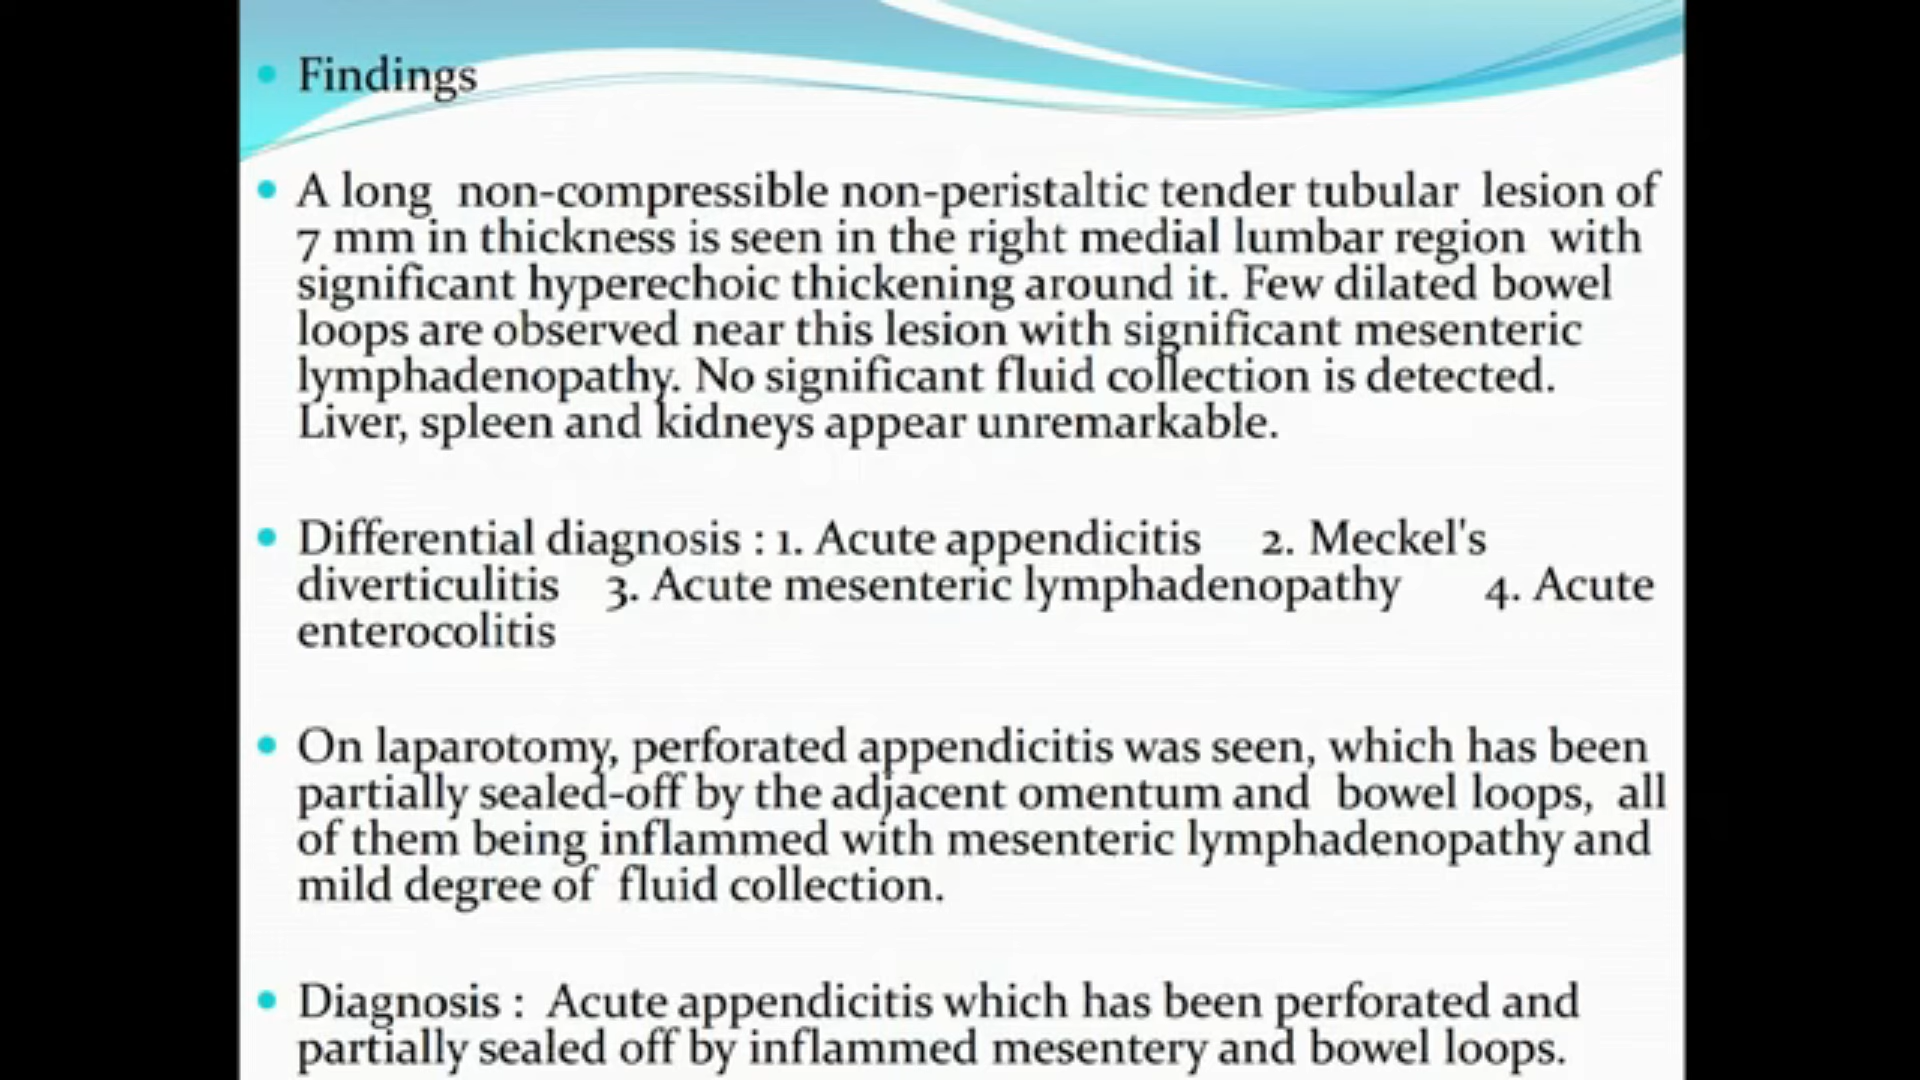 Findings
A long non-compressible non-peristaltic tender tubular lesion of
7 mm in thickness is seen in the right medial lumbar region with
significant hyperechoic thickening around it. Few dilated bowel
loops are observed near this lesion with significant mesenteric
lymphadenopathy. No significant fluid collection is detected.
Liver, spleen and kidneys appear unremarkable.
Differential diagnosis : 1. Acute appendicitis 2. Meckel's
diverticulitis 3. Acute mesenteric lymphadenopathy 4. Acute
enterocolitis
On laparotomy, perforated appendicitis was seen, which has been
partially sealed-off by the adjacent omentum and bowel loops, all
of them being inflammed with mesenteric lymphadenopathy and
mild degree of fluid collection.
Diagnosis : Acute appendicitis which has been perforated and
partially sealed off by inflammed mesentery and bowel loops.